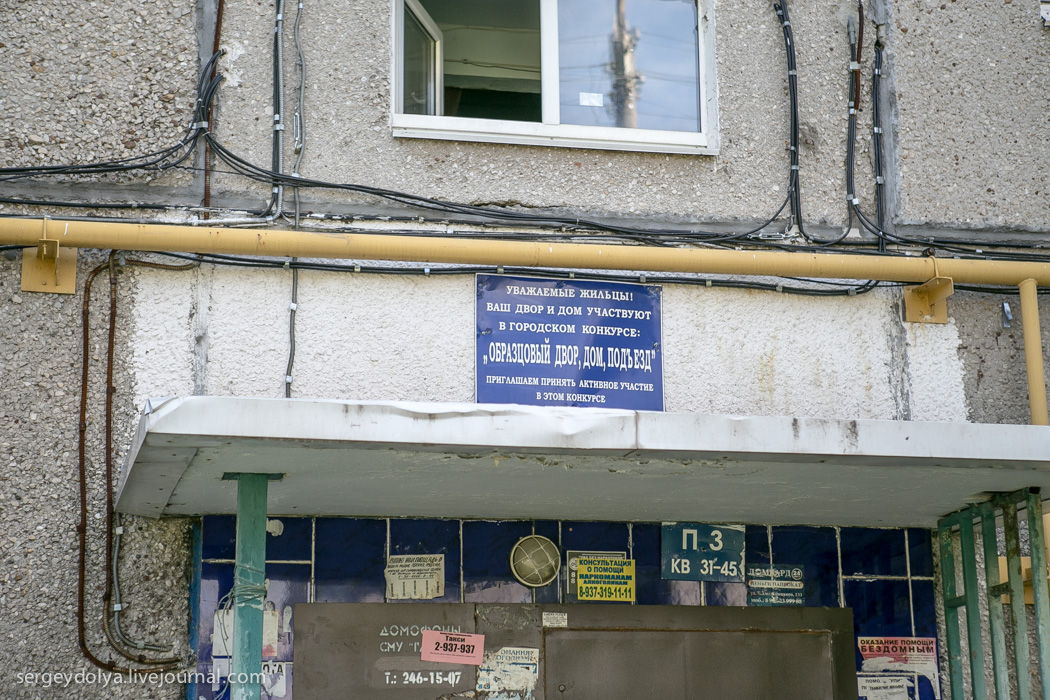 УВАЖАЕМЫЕ ЖИЛЬЦЫ!
ВАШ ДВОР И ДОМ УЧАСТВУЮТ
В ГОРОДСКОМ КОНКУРСЕ:
„ОБРАЗЦОВЫЙ ДВОР, ДОМ, ПОДЪЕЗД"
ПРИГЛАШАЕМ ПРИНЯТЬ АКТИВНОЕ УЧАСТИЕ
В ЭТОМ КОНКУРСЕ
П 3
КВ 31-45
КОНСУЛЬТАЦИЯ
О ПОМОЩИ
НАРКОМАНАМ
АЛКОГОЛИКАМ
8-937-319-11-11
ЛОМБАРД
ДОМОФОНЫ
СМУ
Т.: 246-15-07
Такси
2-937-937
ОКАЗАНИЕ ПОМОЩИ
БЕЗДОМНЫМ
sergeydolya.livejournal.com